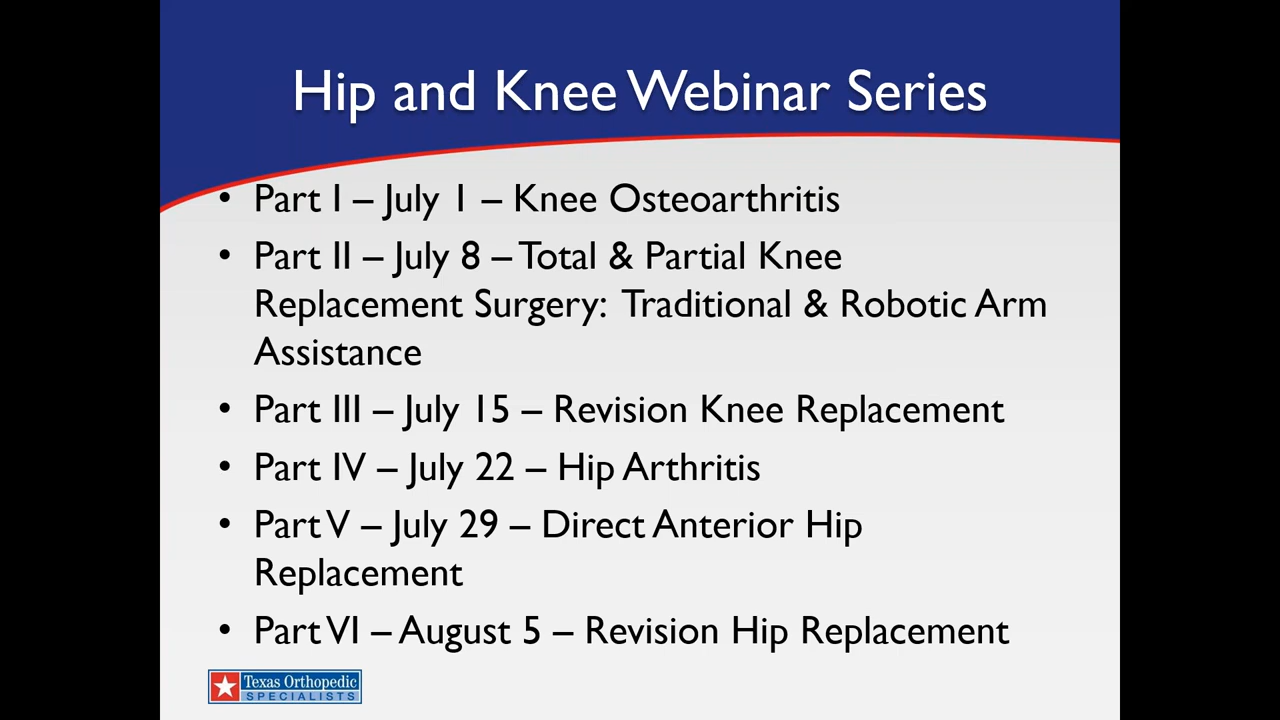 Hip and Knee Webinar Series
• Part I – July 1 – Knee Osteoarthritis
• Part II – July 8 – Total & Partial Knee
Replacement Surgery: Traditional & Robotic Arm
Assistance
• Part III – July 15 – Revision Knee Replacement
• Part IV – July 22 – Hip Arthritis
• Part V – July 29 – Direct Anterior Hip
Replacement
• Part VI – August 5 – Revision Hip Replacement
Texas Orthopedic
SPECIALISTS